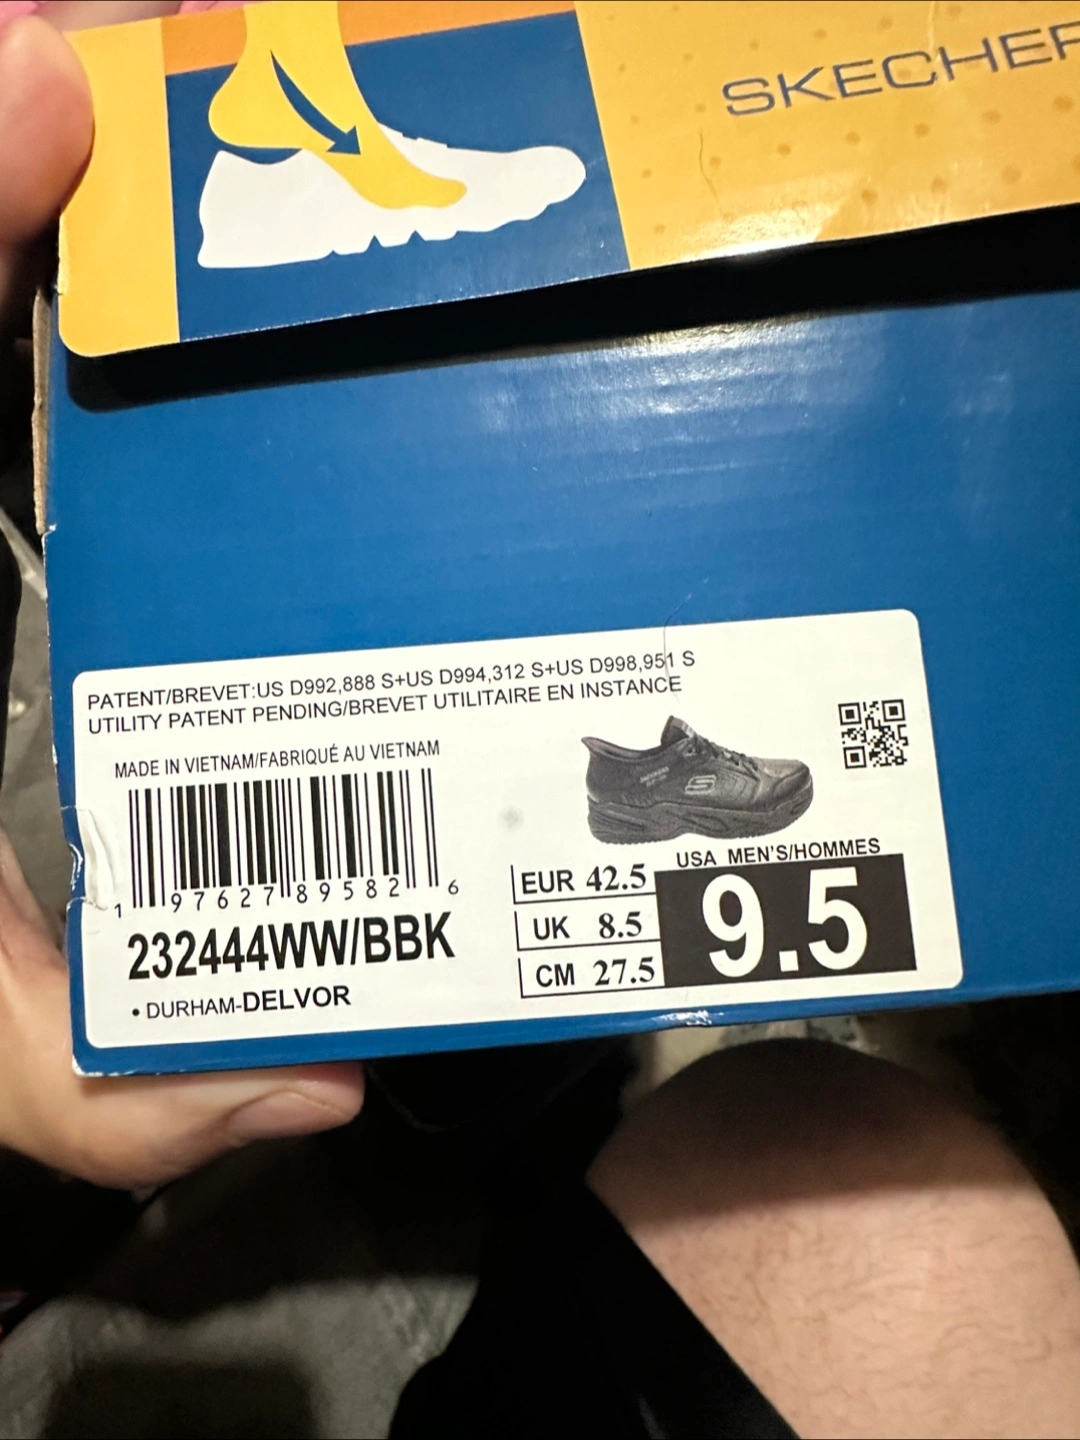 SKECHER
PATENT/BREVET:US D992,888 S+US D994,312 S+US D998,951 S
UTILITY PATENT PENDING/BREVET UTILITAIRE EN INSTANCE
MADE IN VIETNAM/FABRIQUÉ AU VIETNAM
1 97627 89582 6
232444WW/BBK
• DURHAM-DELVOR
USA MEN'S/HOMMES
9.5
EUR 42.5
UK 8.5
CM 27.5